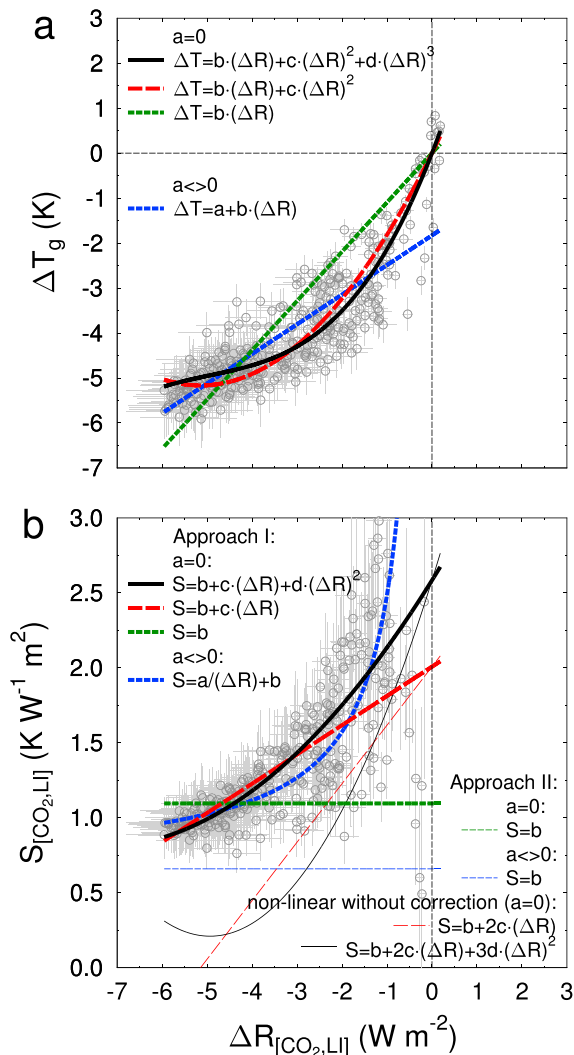 a
a=0
ΔT=b·(ΔR)+c·(ΔR)²+d·(ΔR)³
ΔT=b·(ΔR)+c·(ΔR)²
ΔT=b·(ΔR)
a<>0
ΔT=a+b·(ΔR)
3
2
1
0
-1
-2
-3
-4
-5
-6
-7
ΔTg (K)
b
Approach I:
a=0:
S=b+c·(ΔR)+d·(ΔR)²
S=b+c·(ΔR)
S=b
a<>0:
S=a/(ΔR)+b
Approach II:
a=0:
S=b
a<>0:
S=b
non-linear without correction (a=0):
S=b+2c·(ΔR)
S=b+2c·(ΔR)+3d·(ΔR)²
3.0
2.5
2.0
1.5
1.0
0.5
0.0
S[CO₂,LI] (K W⁻¹ m²)
-7 -6 -5 -4 -3 -2 -1 0 1 2 3
ΔR[CO₂,LI] (W m⁻²)